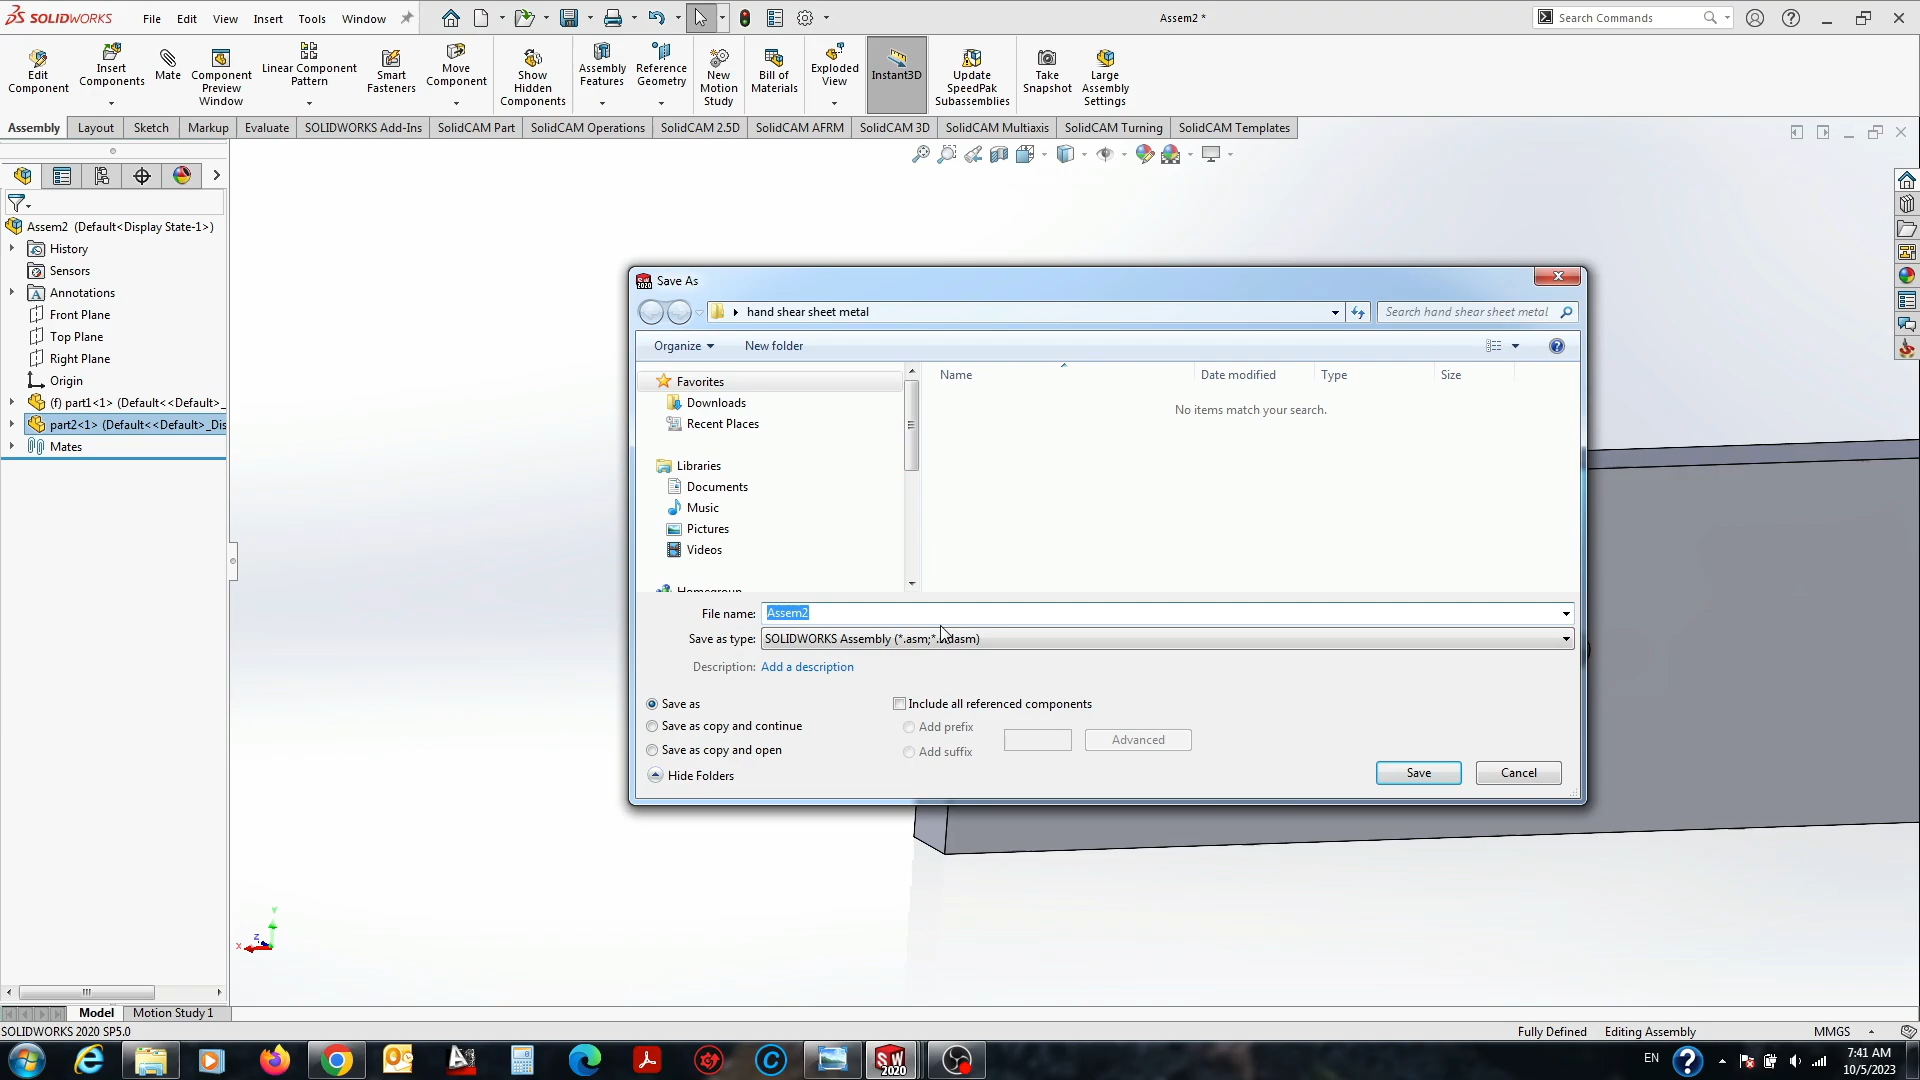 SOLIDWORKS File Edit View Insert Tools Window
Assem2 *
Search Commands
Edit Component
Insert Components
Mate
Component Preview Window
Linear Component Pattern
Smart Fasteners
Move Component
Show Hidden Components
Assembly Features
Reference Geometry
New Motion Study
Bill of Materials
Exploded View
Instant3D
Update SpeedPak Subassemblies
Take Snapshot
Large Assembly Settings
Assembly Layout Sketch Markup Evaluate SOLIDWORKS Add-Ins SolidCAM Part SolidCAM Operations SolidCAM 2.5D SolidCAM AFRM SolidCAM 3D SolidCAM Multiaxis SolidCAM Turning SolidCAM Templates
Assem2 (Default<Display State-1>)
History
Sensors
Annotations
Front Plane
Top Plane
Right Plane
Origin
(f) part1<1> (Default<<Default>_
part2<1> (Default<<Default>_Dis
Mates
Save As
hand shear sheet metal
Search hand shear sheet metal
Organize New folder
Favorites
Downloads
Recent Places
Libraries
Documents
Music
Pictures
Videos
Homegroup
Name Date modified Type Size
No items match your search.
File name: Assem2
Save as type: SOLIDWORKS Assembly (*.asm;*.sldasm)
Description: Add a description
Save as
Save as copy and continue
Save as copy and open
Include all referenced components
Add prefix
Add suffix
Advanced
Hide Folders
Save Cancel
Y
Z
X
Model Motion Study 1
SOLIDWORKS 2020 SP5.0
Fully Defined Editing Assembly MMGS
SW 2020
EN
7:41 AM
10/5/2023